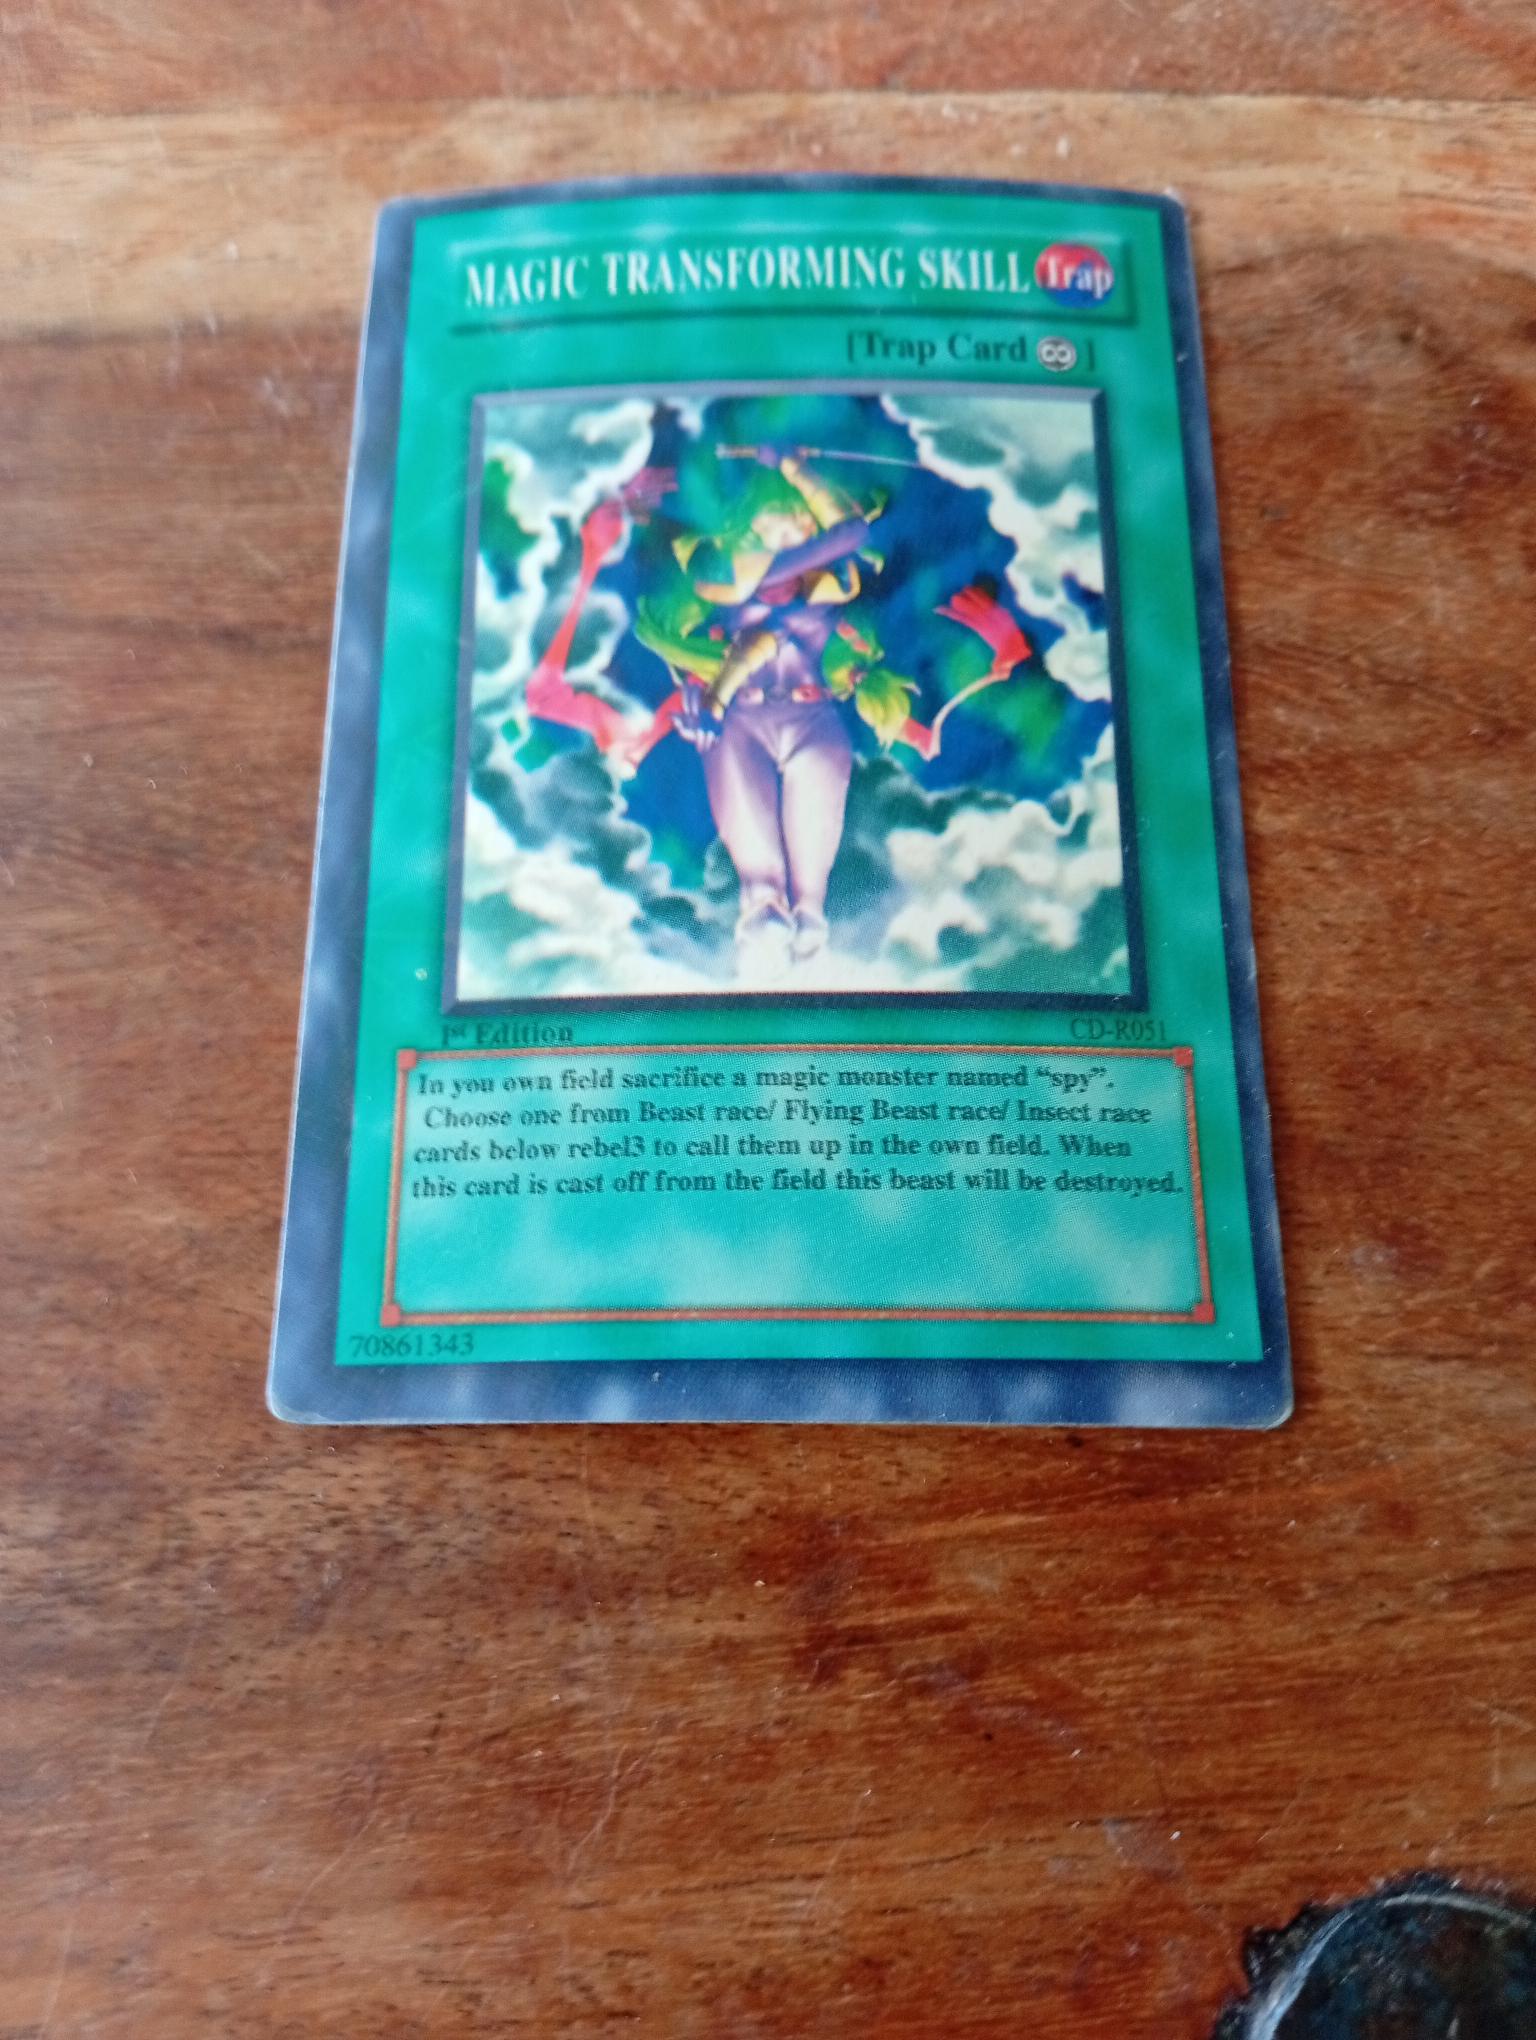 MAGIC TRANSFORMING SKILL Trap
[Trap Card ]
1st Edition CD-R051
In you own field sacrifice a magic monster named “spy”.
Choose one from Beast race/ Flying Beast race/ Insect race
cards below rebel3 to call them up in the own field. When
this card is cast off from the field this beast will be destroyed.
70861343